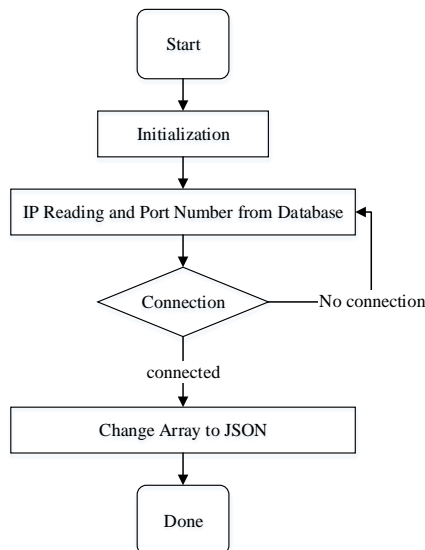 Start
Initialization
IP Reading and Port Number from Database
Connection
No connection
connected
Change Array to JSON
Done